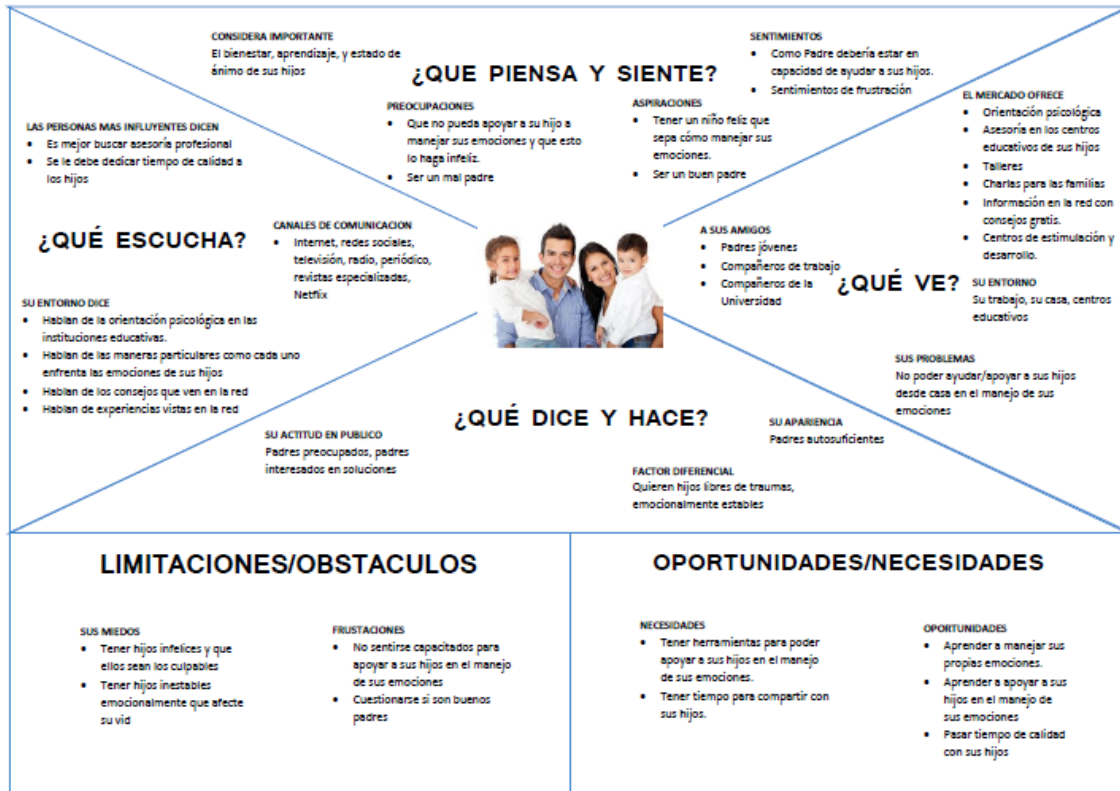 CONSIDERA IMPORTANTE
El bienestar, aprendizaje, y estado de
ánimo de sus hijos
¿QUE PIENSA Y SIENTE?
SENTIMIENTOS
• Como Padre debería estar en
capacidad de ayudar a sus hijos.
• Sentimientos de frustración
PREOCUPACIONES
• Que no pueda apoyar a su hijo a
manejar sus emociones y que esto
lo haga infeliz.
• Ser un mal padre
ASPIRACIONES
• Tener un niño feliz que
sepa cómo manejar sus
emociones.
• Ser un buen padre
LAS PERSONAS MAS INFLUYENTES DICEN
• Es mejor buscar asesoría profesional
• Se le debe dedicar tiempo de calidad a
los hijos
¿QUÉ ESCUCHA?
CANALES DE COMUNICACION
• Internet, redes sociales,
televisión, radio, periódico,
revistas especializadas,
Netflix
SU ENTORNO DICE
• Hablan de la orientación psicológica en las
instituciones educativas.
• Hablan de las maneras particulares como cada uno
enfrenta las emociones de sus hijos
• Hablan de los consejos que ven en la red
• Hablan de experiencias vistas en la red
EL MERCADO OFRECE
• Orientación psicológica
• Asesoría en los centros
educativos de sus hijos
• Talleres
• Charlas para las familias
• Información en la red con
consejos gratis.
• Centros de estimulación y
desarrollo.
A SUS AMIGOS
• Padres jóvenes
• Compañeros de trabajo
• Compañeros de la
Universidad
¿QUÉ VE?
SU ENTORNO
Su trabajo, su casa, centros
educativos
SUS PROBLEMAS
No poder ayudar/apoyar a sus hijos
desde casa en el manejo de sus
emociones
¿QUÉ DICE Y HACE?
SU ACTITUD EN PUBLICO
Padres preocupados, padres
interesados en soluciones
SU APARIENCIA
Padres autosuficientes
FACTOR DIFERENCIAL
Quieren hijos libres de traumas,
emocionalmente estables
LIMITACIONES/OBSTACULOS
SUS MIEDOS
• Tener hijos infelices y que
ellos sean los culpables
• Tener hijos inestables
emocionalmente que afecte
su vid
FRUSTACIONES
• No sentirse capacitados para
apoyar a sus hijos en el manejo
de sus emociones
• Cuestionarse si son buenos
padres
OPORTUNIDADES/NECESIDADES
NECESIDADES
• Tener herramientas para poder
apoyar a sus hijos en el manejo
de sus emociones.
• Tener tiempo para compartir con
sus hijos.
OPORTUNIDADES
• Aprender a manejar sus
propias emociones.
• Aprender a apoyar a sus
hijos en el manejo de
sus emociones
• Pasar tiempo de calidad
con sus hijos